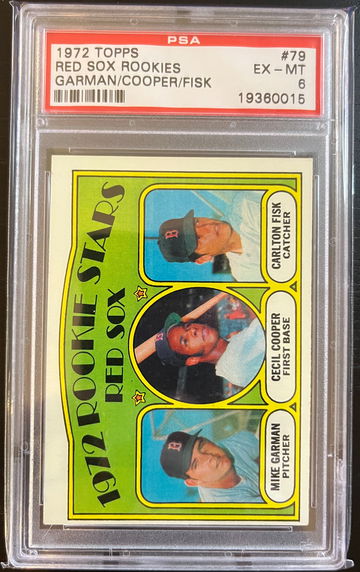 PSA
1972 TOPPS #79
RED SOX ROOKIES EX - MT
GARMAN/COOPER/FISK 6
19360015
1972 ROOKIE STARS
RED SOX
MIKE GARMAN
PITCHER
CECIL COOPER
FIRST BASE
CARLTON FISK
CATCHER